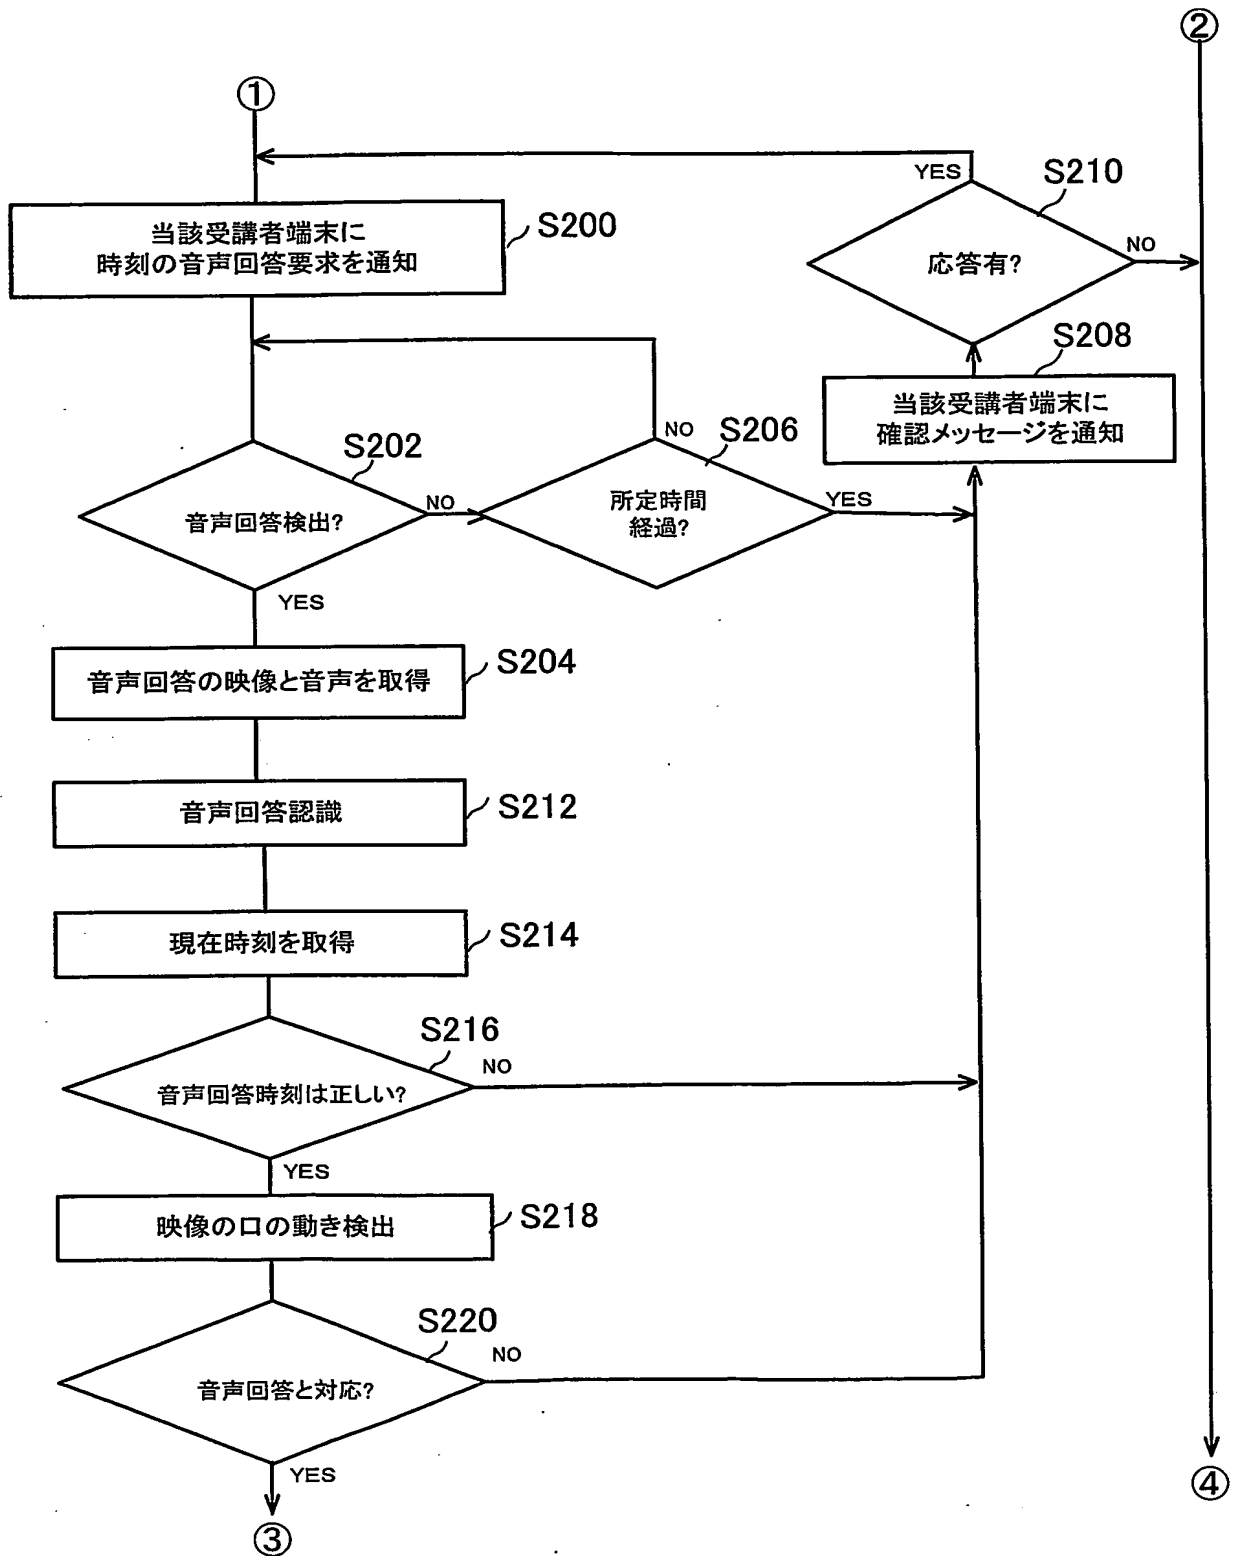 ②
①
YES
S210
当該受講者端末に
時刻の音声回答要求を通知
S200
応答有?
NO
S208
当該受講者端末に
確認メッセージを通知
S202
NO
S206
音声回答検出?
NO
所定時間
経過?
YES
YES
音声回答の映像と音声を取得
S204
音声回答認識
S212
現在時刻を取得
S214
S216
NO
音声回答時刻は正しい?
YES
映像の口の動き検出
S218
S220
NO
音声回答と対応?
YES
④
③